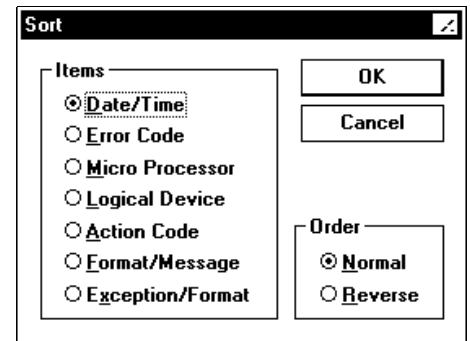 Sort
Items
Date/Time
Error Code
Micro Processor
Logical Device
Action Code
Format/Message
Exception/Format
OK
Cancel
Order
Normal
Reverse